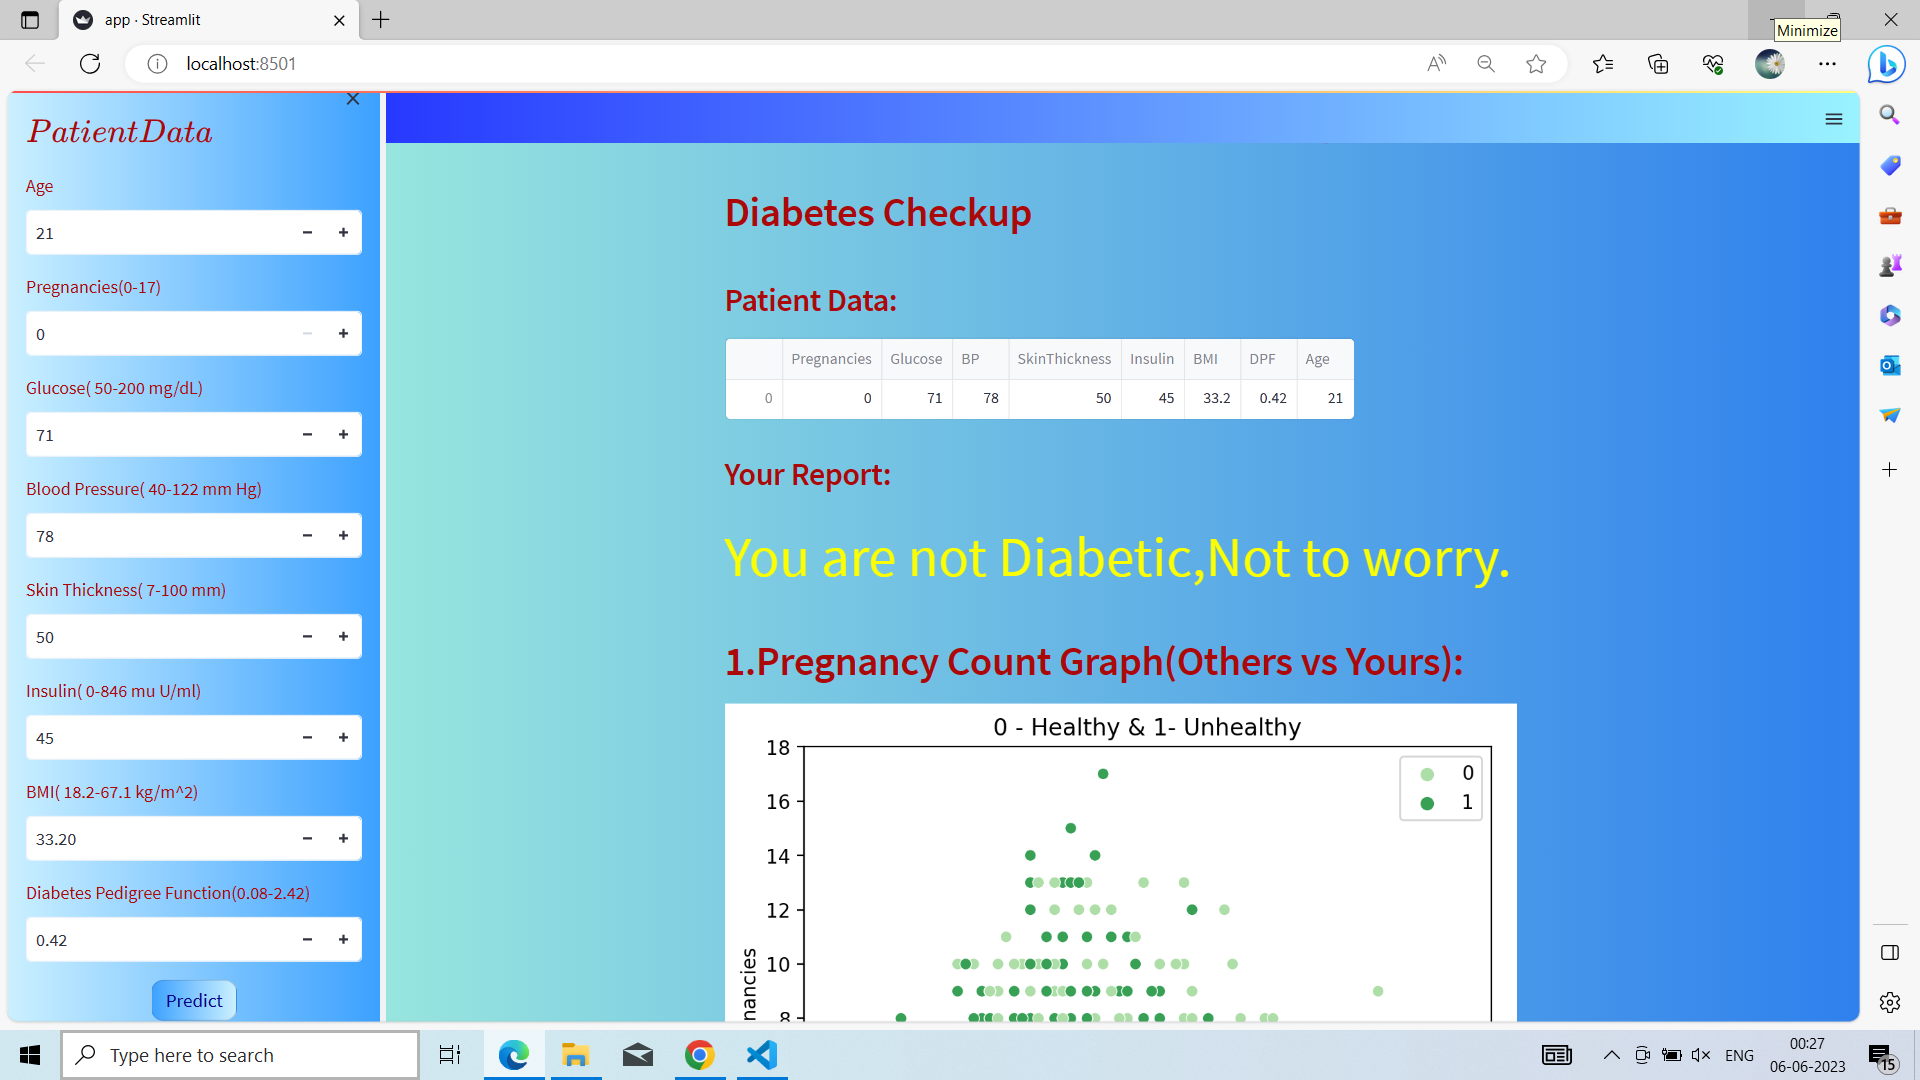 app · Streamlit
Minimize
localhost:8501
PatientData
Age
21
Pregnancies(0-17)
0
Glucose( 50-200 mg/dL)
71
Blood Pressure( 40-122 mm Hg)
78
Skin Thickness( 7-100 mm)
50
Insulin( 0-846 mu U/ml)
45
BMI( 18.2-67.1 kg/m^2)
33.20
Diabetes Pedigree Function(0.08-2.42)
0.42
Predict
Diabetes Checkup
Patient Data:
Pregnancies Glucose BP SkinThickness Insulin BMI DPF Age
0 0 71 78 50 45 33.2 0.42 21
Your Report:
You are not Diabetic,Not to worry.
1.Pregnancy Count Graph(Others vs Yours):
0 - Healthy & 1- Unhealthy
18
16
14
12
10
8
nancies
0
1
Type here to search
ENG
00:27
06-06-2023
15